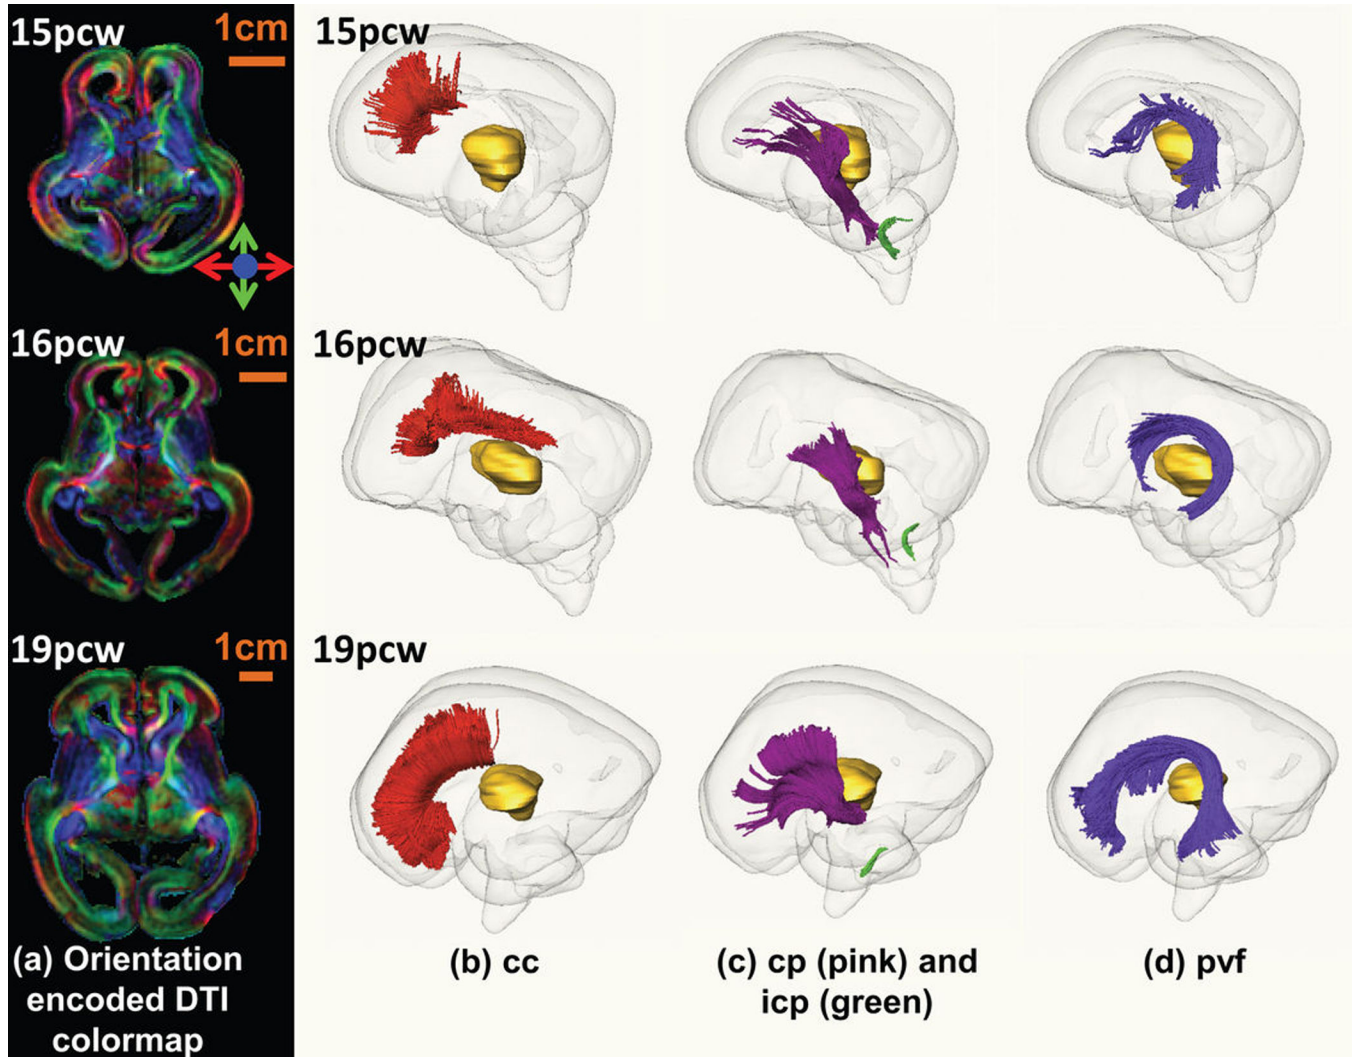 15pcw 1cm 15pcw
16pcw 1cm 16pcw
19pcw 1cm 19pcw
(a) Orientation
encoded DTI
colormap
(b) cc
(c) cp (pink) and
icp (green)
(d) pvf